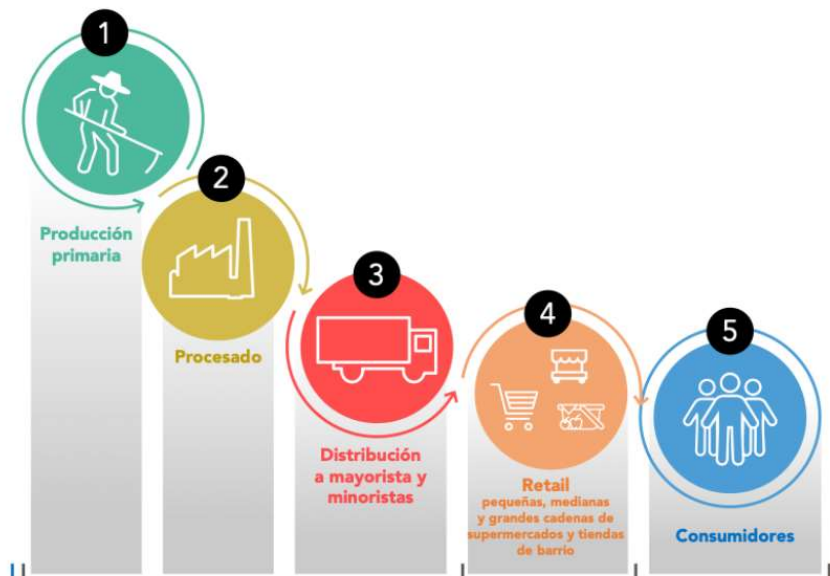 1
Producción
primaria
2
Procesado
3
Distribución
a mayorista y
minoristas
4
Retail
pequeñas, medianas
y grandes cadenas de
supermercados y tiendas
de barrio
5
Consumidores